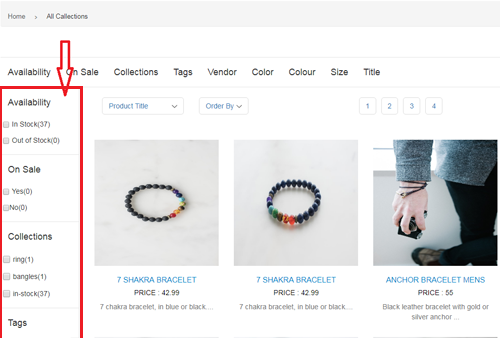 Home › All Callections
Availability On Sale Collections Tags Vendor Color Colour Size Title
Availability
In Stock(37)
Out of Stock(0)
On Sale
Yes(0)
No(0)
Collections
ring(1)
bangles(1)
in-stock(37)
Tags
Product Title Order By 1 2 3 4
7 SHAKRA BRACELET
PRICE : 42.99
7 chakra bracelet, in blue or black....
7 SHAKRA BRACELET
PRICE : 42.99
7 chakra bracelet, in blue or black....
ANCHOR BRACELET MENS
PRICE : 55
Black leather bracelet with gold or
silver anchor ...